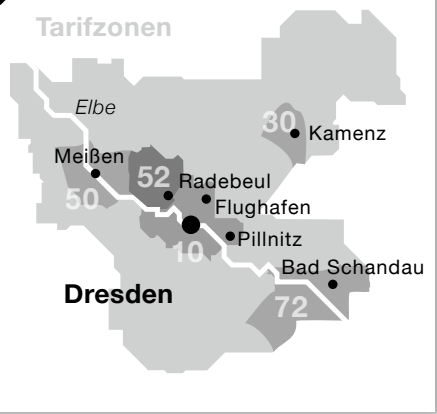 Tarifzonen
Elbe
30
Kamenz
Meißen
52
Radebeul
50
Flughafen
Pillnitz
10
Bad Schandau
Dresden
72